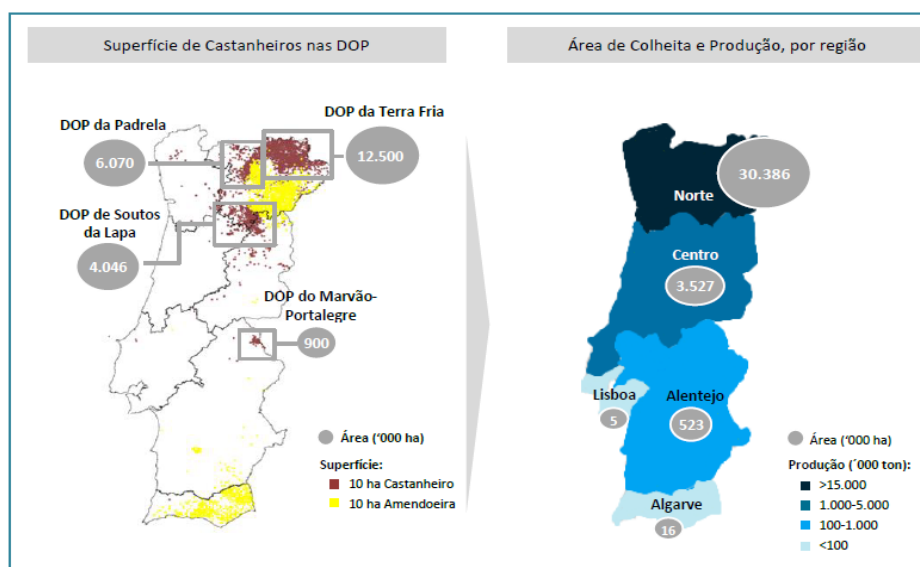 Superfície de Castanheiros nas DOP
Área de Colheita e Produção, por região
DOP da Padrela
6.070
DOP da Terra Fria
12.500
DOP de Soutos
da Lapa
4.046
DOP do Marvão-
Portalegre
900
Área ('000 ha)
Superfície:
10 ha Castanheiro
10 ha Amendoeira
Norte
30.386
Centro
3.527
Lisboa
5
Alentejo
523
Algarve
16
Área ('000 ha)
Produção (´000 ton)
>15.000
1.000-5.000
100-1.000
<100